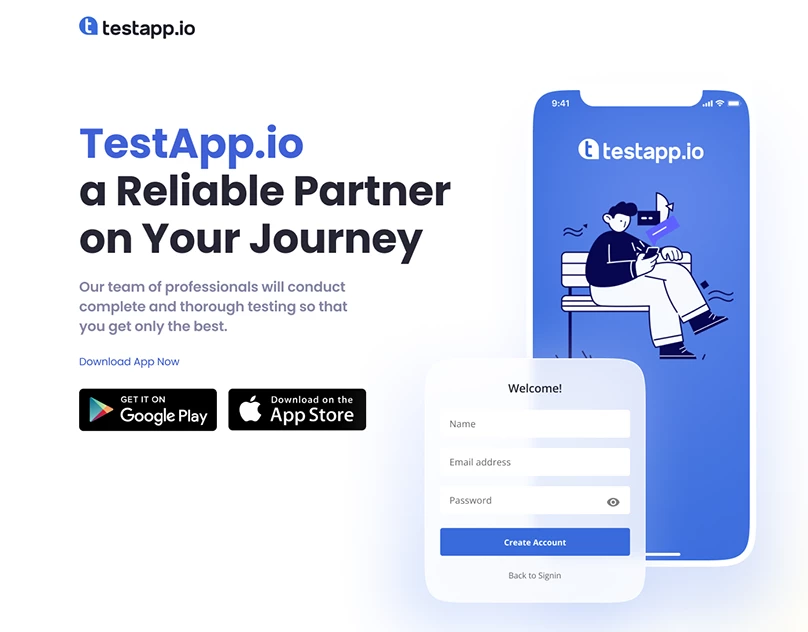 testapp.io
TestApp.io
a Reliable Partner
on Your Journey
Our team of professionals will conduct
complete and thorough testing so that
you get only the best.
Download App Now
GET IT ON
Google Play
Download on the
App Store
9:41
testapp.io
Welcome!
Name
Email address
Password
Create Account
Back to Signin